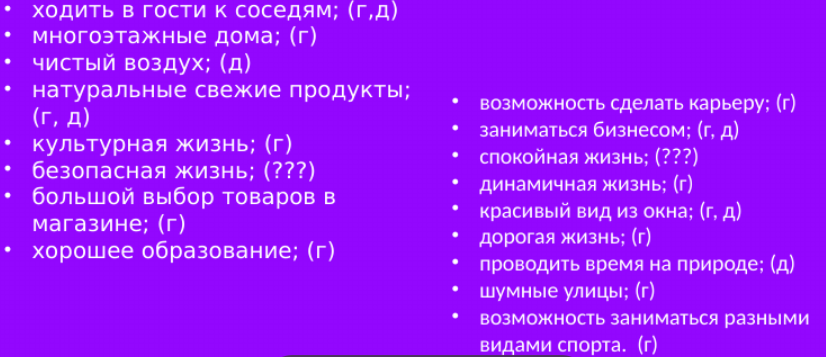 • ходить в гости к соседям; (г,д)
• многоэтажные дома; (г)
• чистый воздух; (д)
• натуральные свежие продукты;
(г, д)
• культурная жизнь; (г)
• безопасная жизнь; (???)
• большой выбор товаров в
магазине; (г)
• хорошее образование; (г)
• возможность сделать карьеру; (г)
• заниматься бизнесом; (г, д)
• спокойная жизнь; (???)
• динамичная жизнь; (г)
• красивый вид из окна; (г, д)
• дорогая жизнь; (г)
• проводить время на природе; (д)
• шумные улицы; (г)
• возможность заниматься разными
видами спорта. (г)